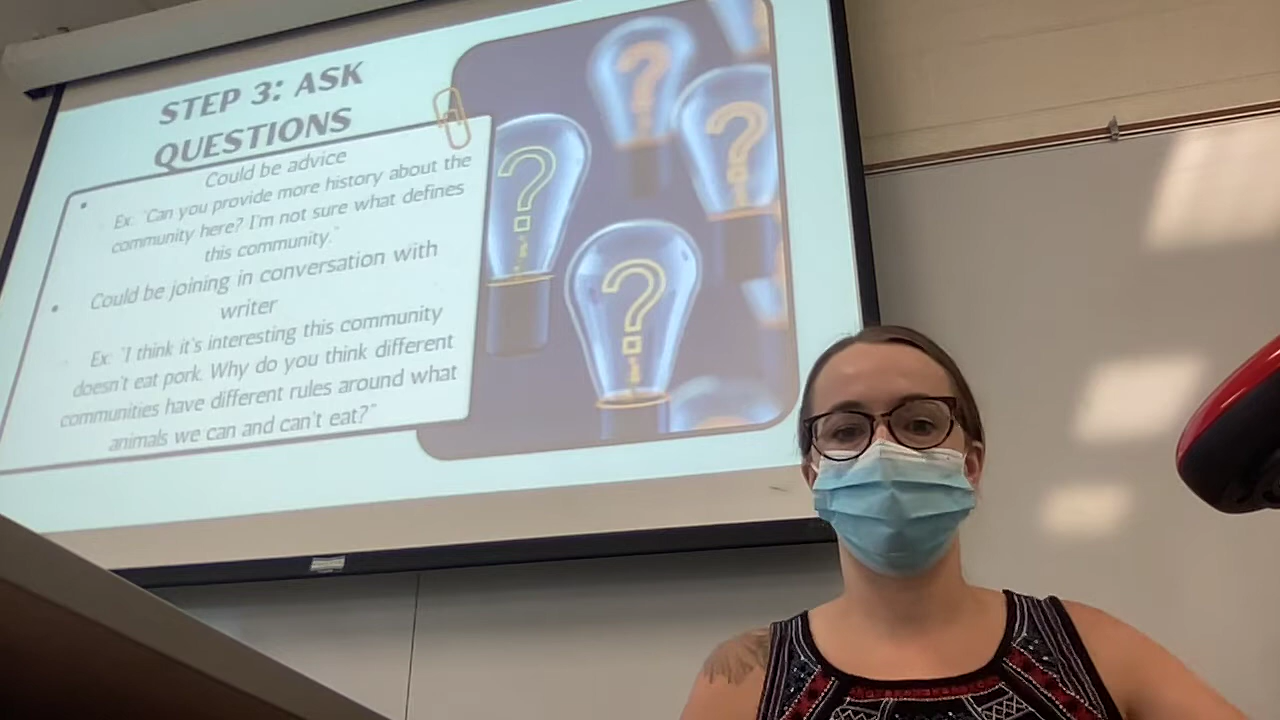 STEP 3: ASK
QUESTIONS
• Could be advice
Ex: "Can you provide more history about the
community here? I'm not sure what defines
this community."
• Could be joining in conversation with
writer
Ex: "I think it's interesting this community
doesn't eat pork. Why do you think different
communities have different rules around what
animals we can and can't eat?"
?
?
?
?